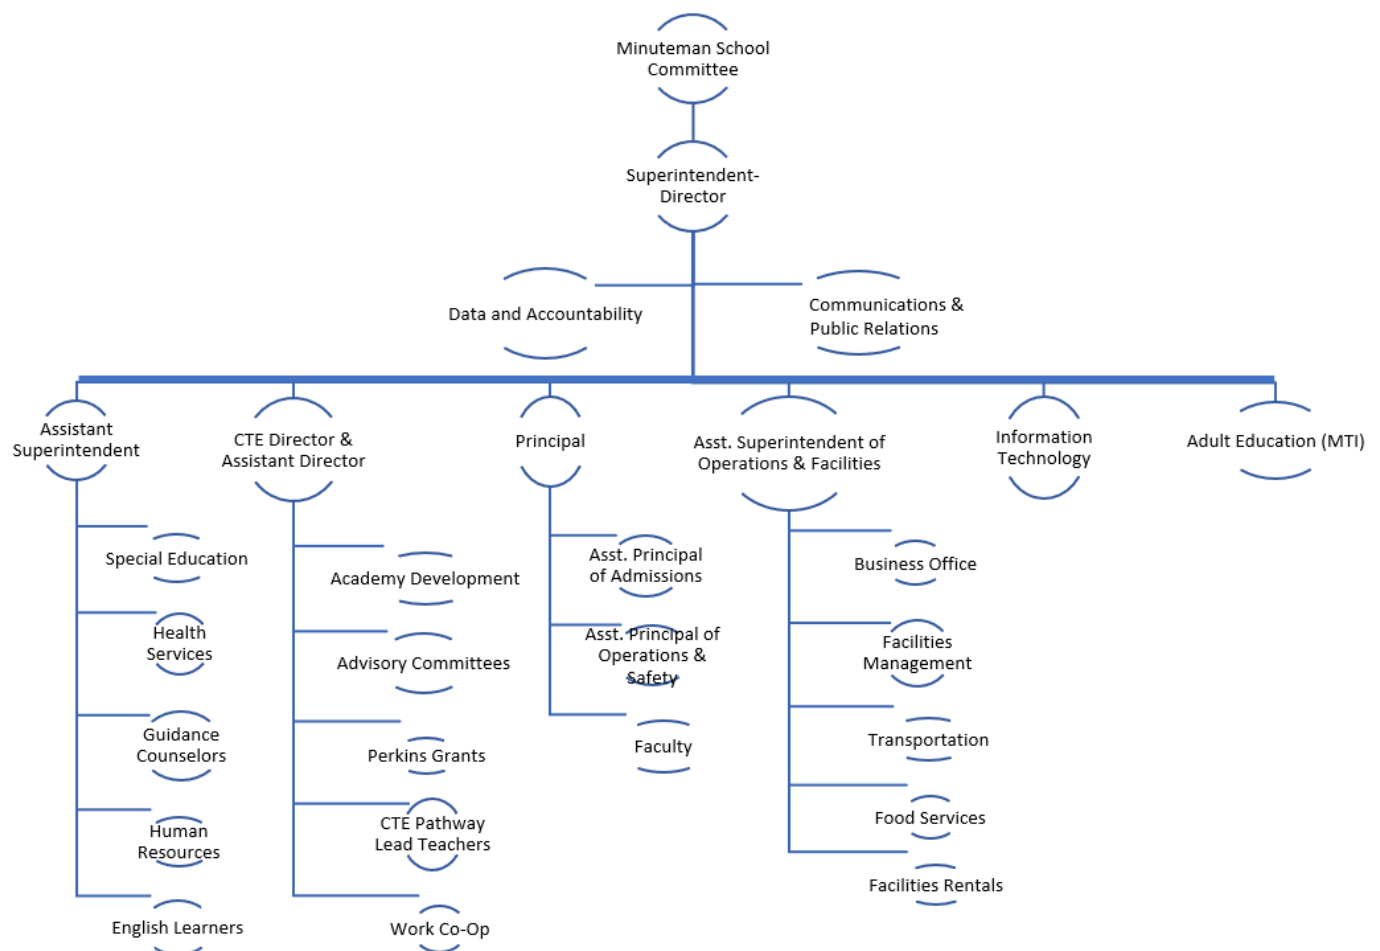 Minuteman School
Committee
Superintendent-
Director
Data and Accountability
Communications &
Public Relations
Assistant
Superintendent
CTE Director &
Assistant Director
Principal
Asst. Superintendent of
Operations & Facilities
Information
Technology
Adult Education (MTI)
Special Education
Health
Services
Guidance
Counselors
Human
Resources
English Learners
Academy Development
Advisory Committees
Perkins Grants
CTE Pathway
Lead Teachers
Work Co-Op
Asst. Principal
of Admissions
Asst. Principal of
Operations &
Safety
Faculty
Business Office
Facilities
Management
Transportation
Food Services
Facilities Rentals